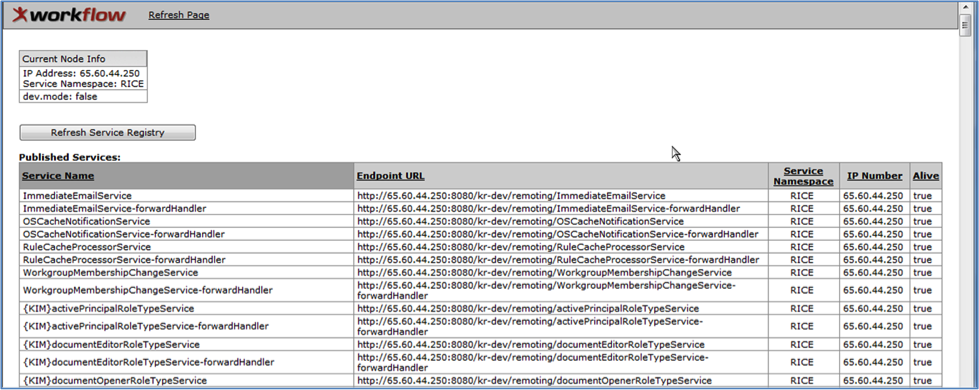 workflow Refresh Page
Current Node Info
IP Address: 65.60.44.250
Service Namespace: RICE
dev.mode: false
Refresh Service Registry
Published Services:
Service Name Endpoint URL Service Namespace IP Number Alive
ImmediateEmailService http://65.60.44.250:8080/kr-dev/remoting/ImmediateEmailService RICE 65.60.44.250 true
ImmediateEmailService-forwardHandler http://65.60.44.250:8080/kr-dev/remoting/ImmediateEmailService-forwardHandler RICE 65.60.44.250 true
OSCacheNotificationService http://65.60.44.250:8080/kr-dev/remoting/OSCacheNotificationService RICE 65.60.44.250 true
OSCacheNotificationService-forwardHandler http://65.60.44.250:8080/kr-dev/remoting/OSCacheNotificationService-forwardHandler RICE 65.60.44.250 true
RuleCacheProcessorService http://65.60.44.250:8080/kr-dev/remoting/RuleCacheProcessorService RICE 65.60.44.250 true
RuleCacheProcessorService-forwardHandler http://65.60.44.250:8080/kr-dev/remoting/RuleCacheProcessorService-forwardHandler RICE 65.60.44.250 true
WorkgroupMembershipChangeService http://65.60.44.250:8080/kr-dev/remoting/WorkgroupMembershipChangeService RICE 65.60.44.250 true
WorkgroupMembershipChangeService-forwardHandler http://65.60.44.250:8080/kr-dev/remoting/WorkgroupMembershipChangeService-forwardHandler RICE 65.60.44.250 true
{KIM}activePrincipalRoleTypeService http://65.60.44.250:8080/kr-dev/remoting/activePrincipalRoleTypeService RICE 65.60.44.250 true
{KIM}activePrincipalRoleTypeService-forwardHandler http://65.60.44.250:8080/kr-dev/remoting/activePrincipalRoleTypeService-forwardHandler RICE 65.60.44.250 true
{KIM}documentEditorRoleTypeService http://65.60.44.250:8080/kr-dev/remoting/documentEditorRoleTypeService RICE 65.60.44.250 true
{KIM}documentEditorRoleTypeService-forwardHandler http://65.60.44.250:8080/kr-dev/remoting/documentEditorRoleTypeService-forwardHandler RICE 65.60.44.250 true
{KIM}documentOpenerRoleTypeService http://65.60.44.250:8080/kr-dev/remoting/documentOpenerRoleTypeService RICE 65.60.44.250 true